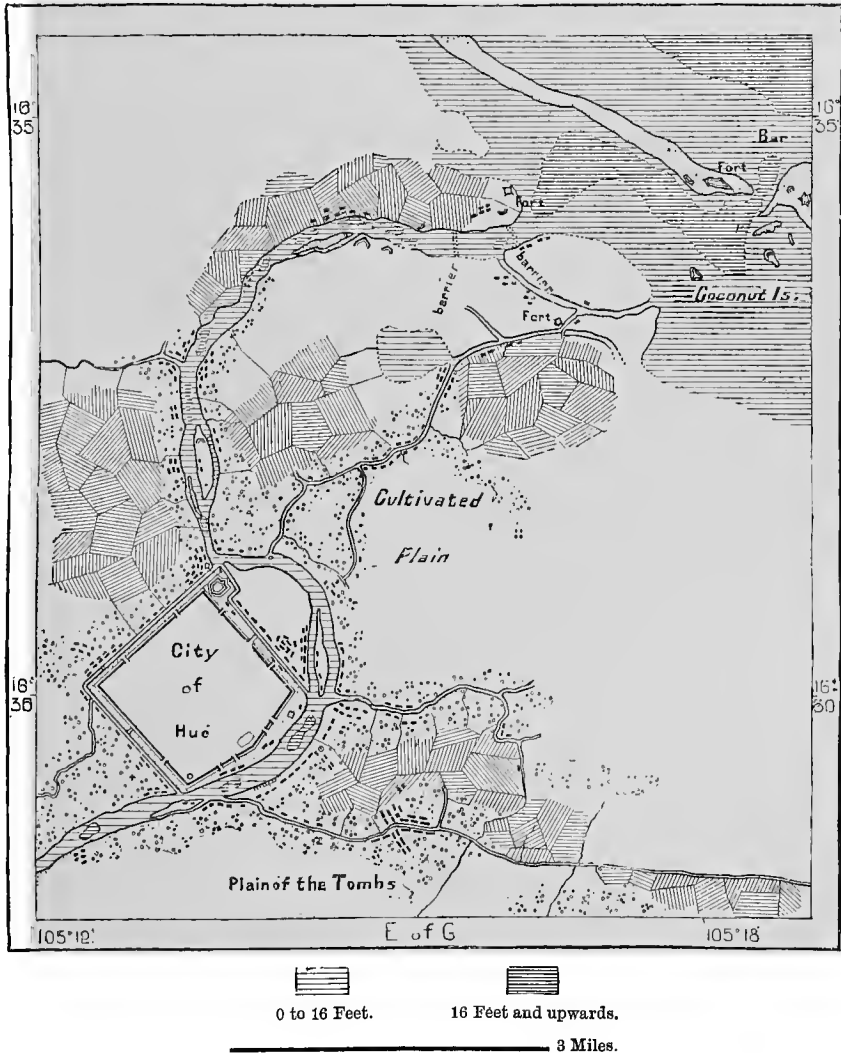 16° 35'
16° 35'
Bar
Fort
Fort
barrier
barrier
Coconut Is.
Fort
Cultivated
Plain
City
of
Hué
16° 30'
16° 30'
Plain of the Tombs
105°12'
E of G
105°18'
0 to 16 Feet.
16 Feet and upwards.
3 Miles.